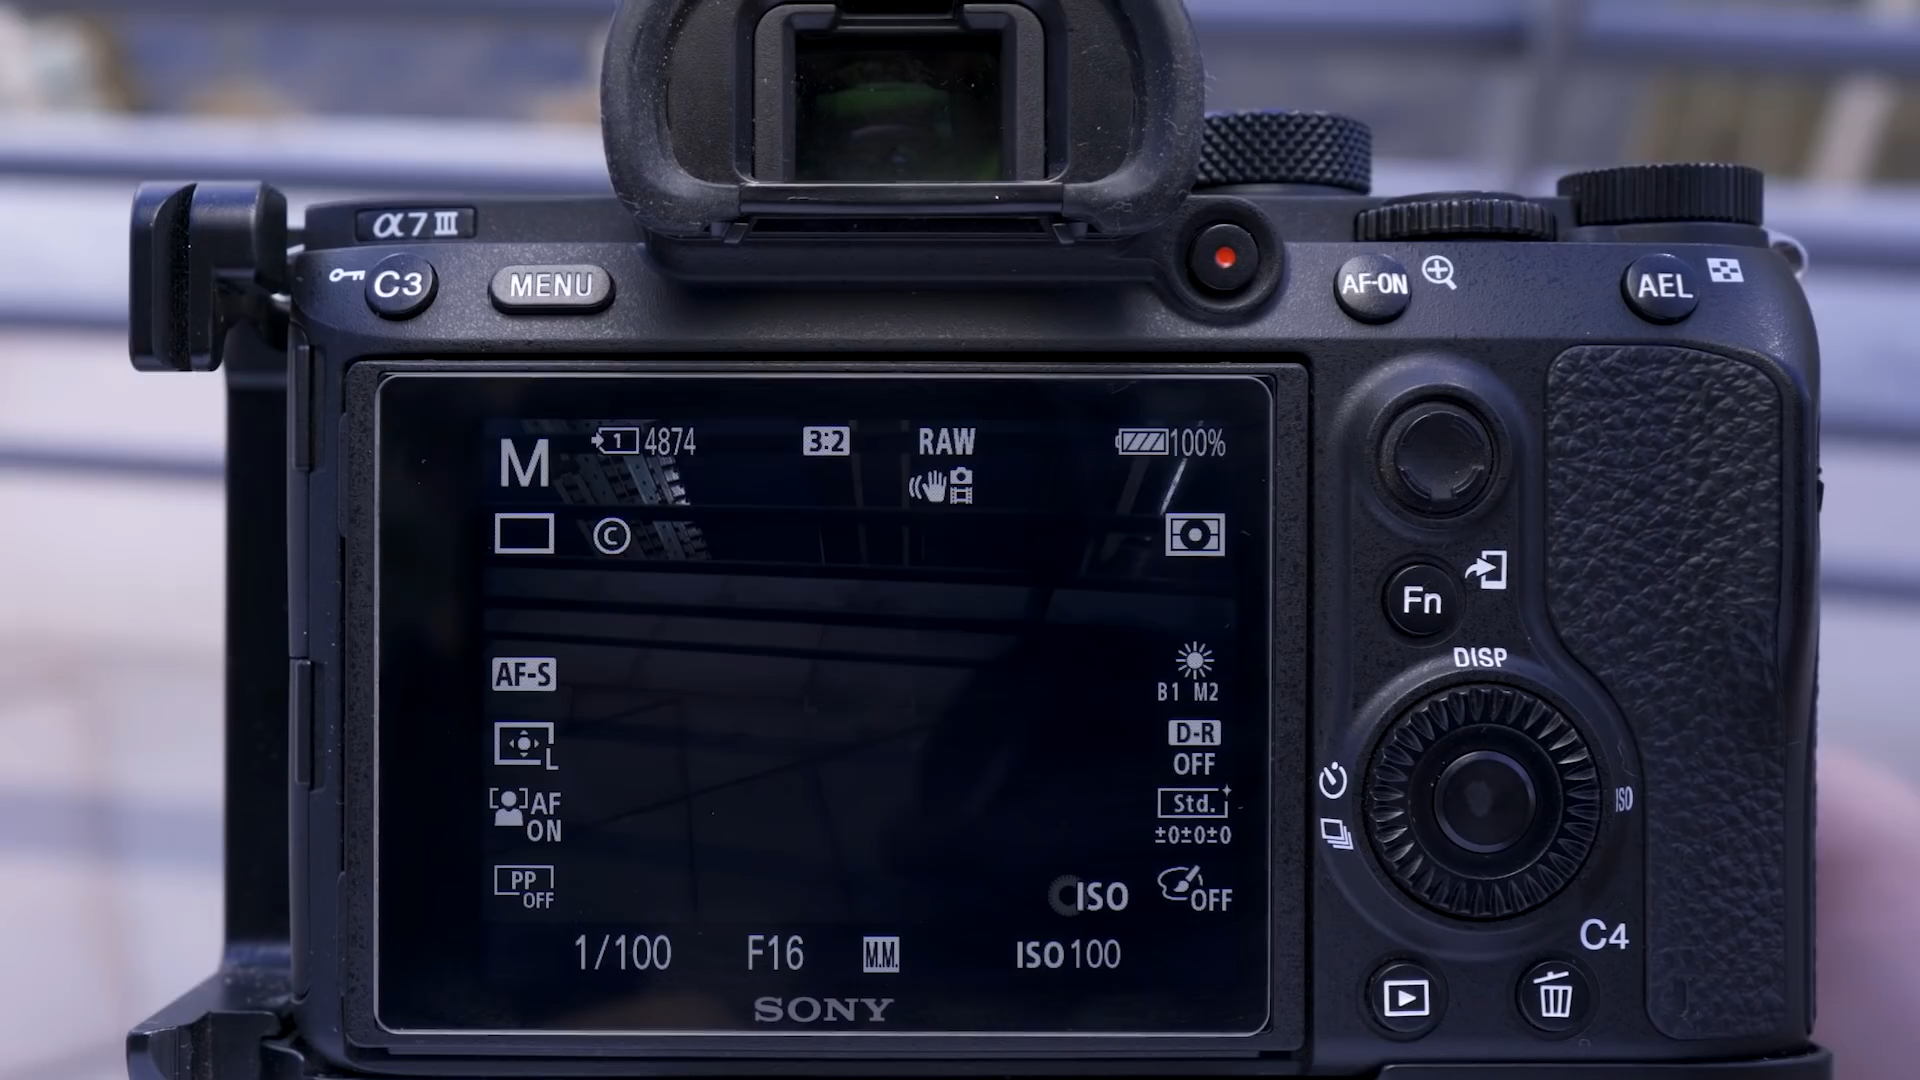 α7 III
C3
MENU
AF-ON
AEL
M
1 4874
3:2
RAW
100%
C
AF-S
L
AF
ON
PP
OFF
B1 M2
D-R
OFF
Std.
±0±0±0
ISO
OFF
1/100 F16 M.M. ISO 100
SONY
Fn
DISP
ISO
C4